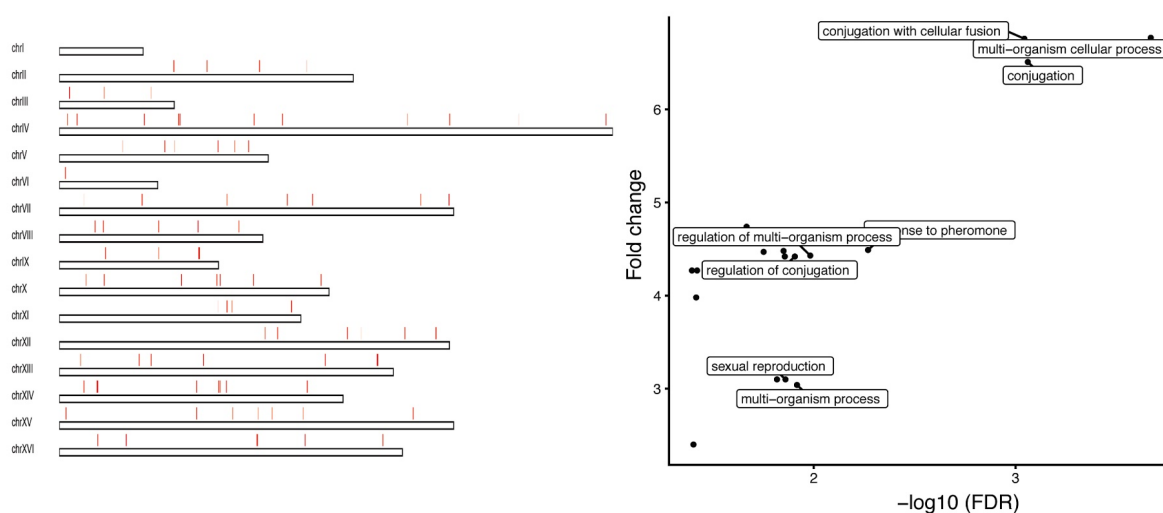 chrI
chrII
chrIII
chrIV
chrV
chrVI
chrVII
chrVIII
chrIX
chrX
chrXI
chrXII
chrXIII
chrXIV
chrXV
chrXVI
Fold change
6
5
4
3
conjugation with cellular fusion
multi−organism cellular process
conjugation
regulation of multi−organism process
onse to pheromone
regulation of conjugation
sexual reproduction
multi−organism process
2
3
−log10 (FDR)